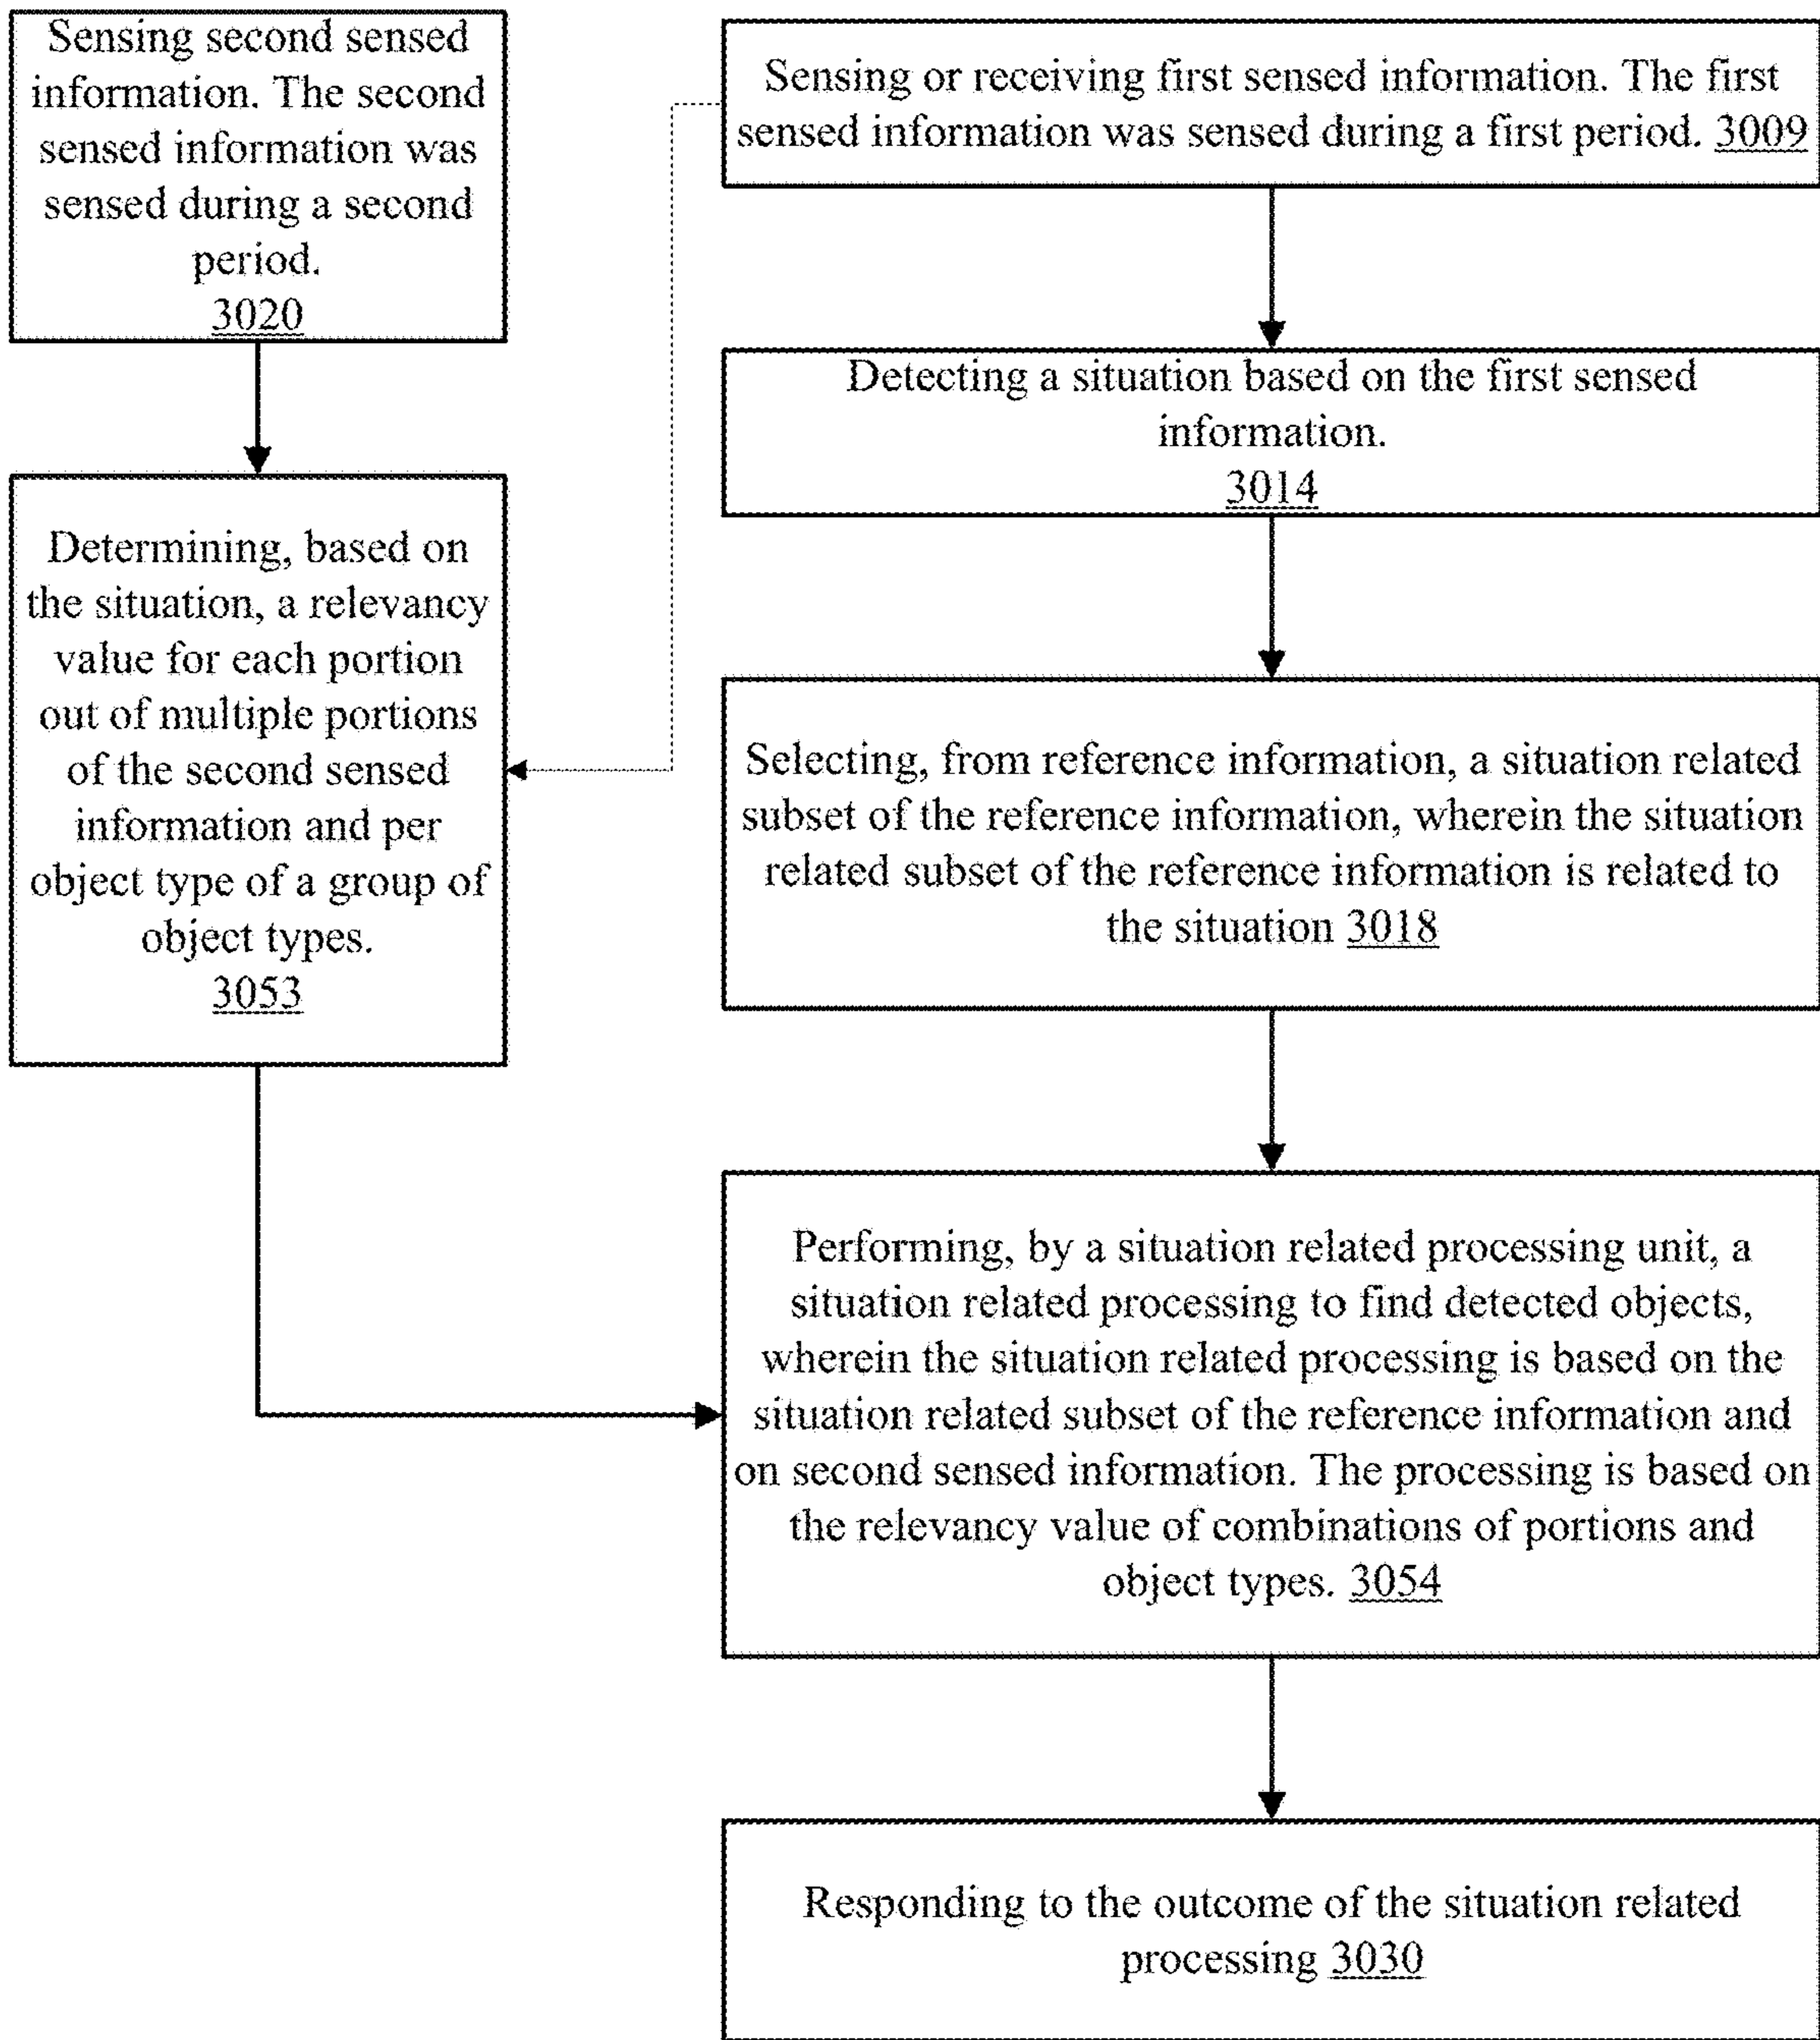 Sensing second sensed
information. The second
sensed information was
sensed during a second
period.
3020
Sensing or receiving first sensed information. The first
sensed information was sensed during a first period. 3009
Detecting a situation based on the first sensed
information.
3014
Determining, based on
the situation, a relevancy
value for each portion
out of multiple portions
of the second sensed
information and per
object type of a group of
object types.
3053
Selecting, from reference information, a situation related
subset of the reference information, wherein the situation
related subset of the reference information is related to
the situation 3018
Performing, by a situation related processing unit, a
situation related processing to find detected objects,
wherein the situation related processing is based on the
situation related subset of the reference information and
on second sensed information. The processing is based on
the relevancy value of combinations of portions and
object types. 3054
Responding to the outcome of the situation related
processing 3030